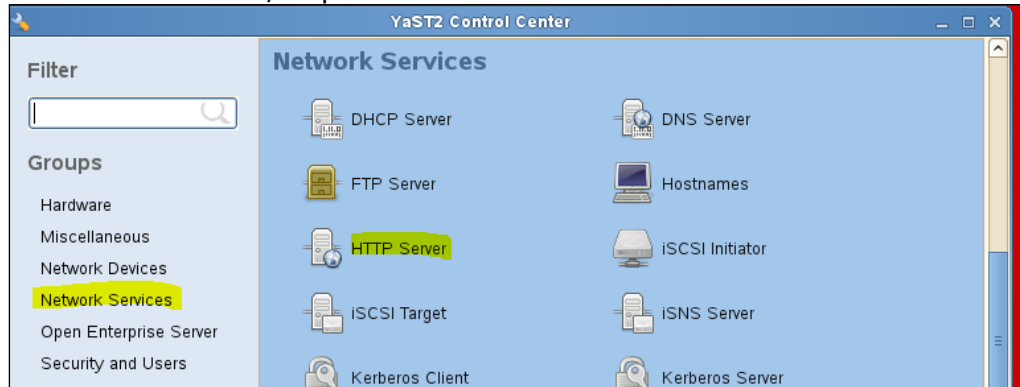 YaST2 Control Center
Filter
Groups
Hardware
Miscellaneous
Network Devices
Network Services
Open Enterprise Server
Security and Users
Network Services
DHCP Server
DNS Server
FTP Server
Hostnames
HTTP Server
iSCSI Initiator
iSCSI Target
iSNS Server
Kerberos Client
Kerberos Server